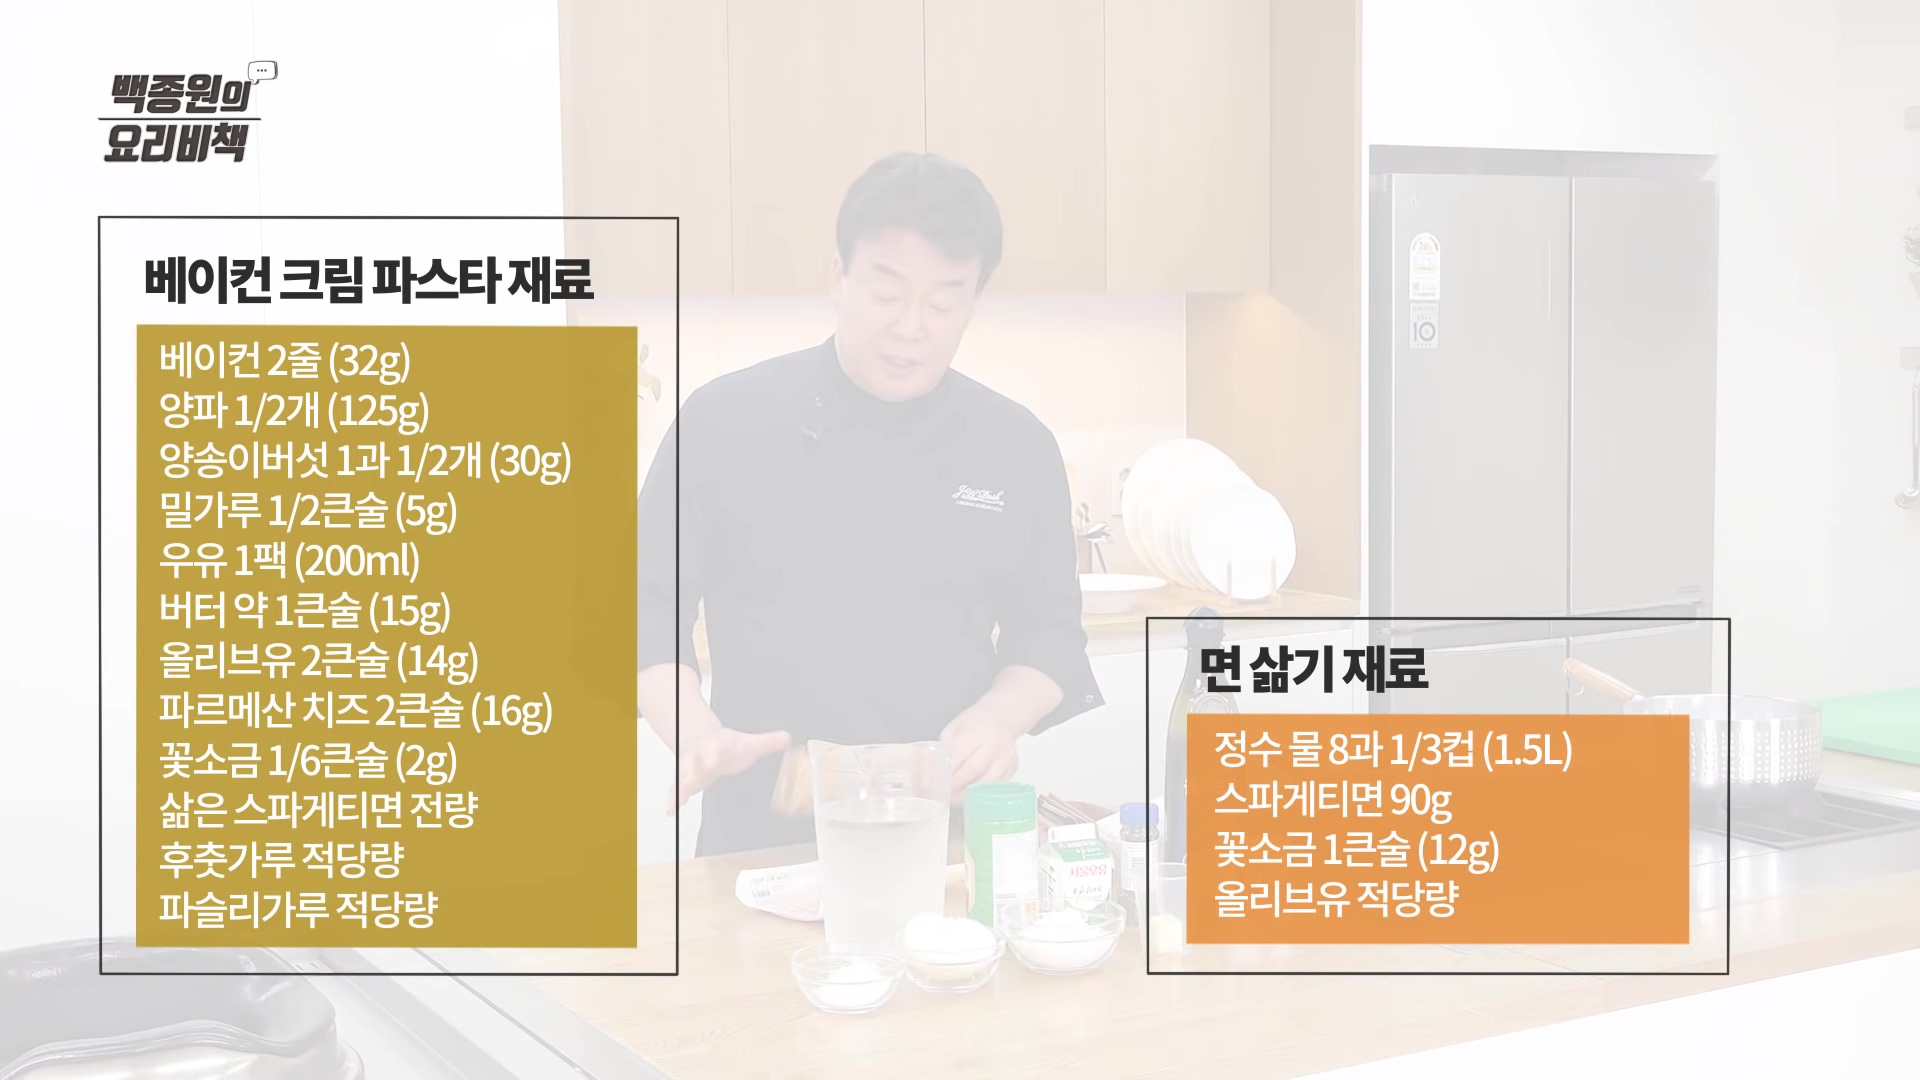 백종원의
요리비책
베이컨 크림 파스타 재료
베이컨 2줄 (32g)
양파 1/2개 (125g)
양송이버섯 1과 1/2개 (30g)
밀가루 1/2큰술 (5g)
우유 1팩 (200ml)
버터 약 1큰술 (15g)
올리브유 2큰술 (14g)
파르메산 치즈 2큰술 (16g)
꽃소금 1/6큰술 (2g)
삶은 스파게티면 전량
후춧가루 적당량
파슬리가루 적당량
10
서울우유
면 삶기 재료
정수 물 8과 1/3컵 (1.5L)
스파게티면 90g
꽃소금 1큰술 (12g)
올리브유 적당량